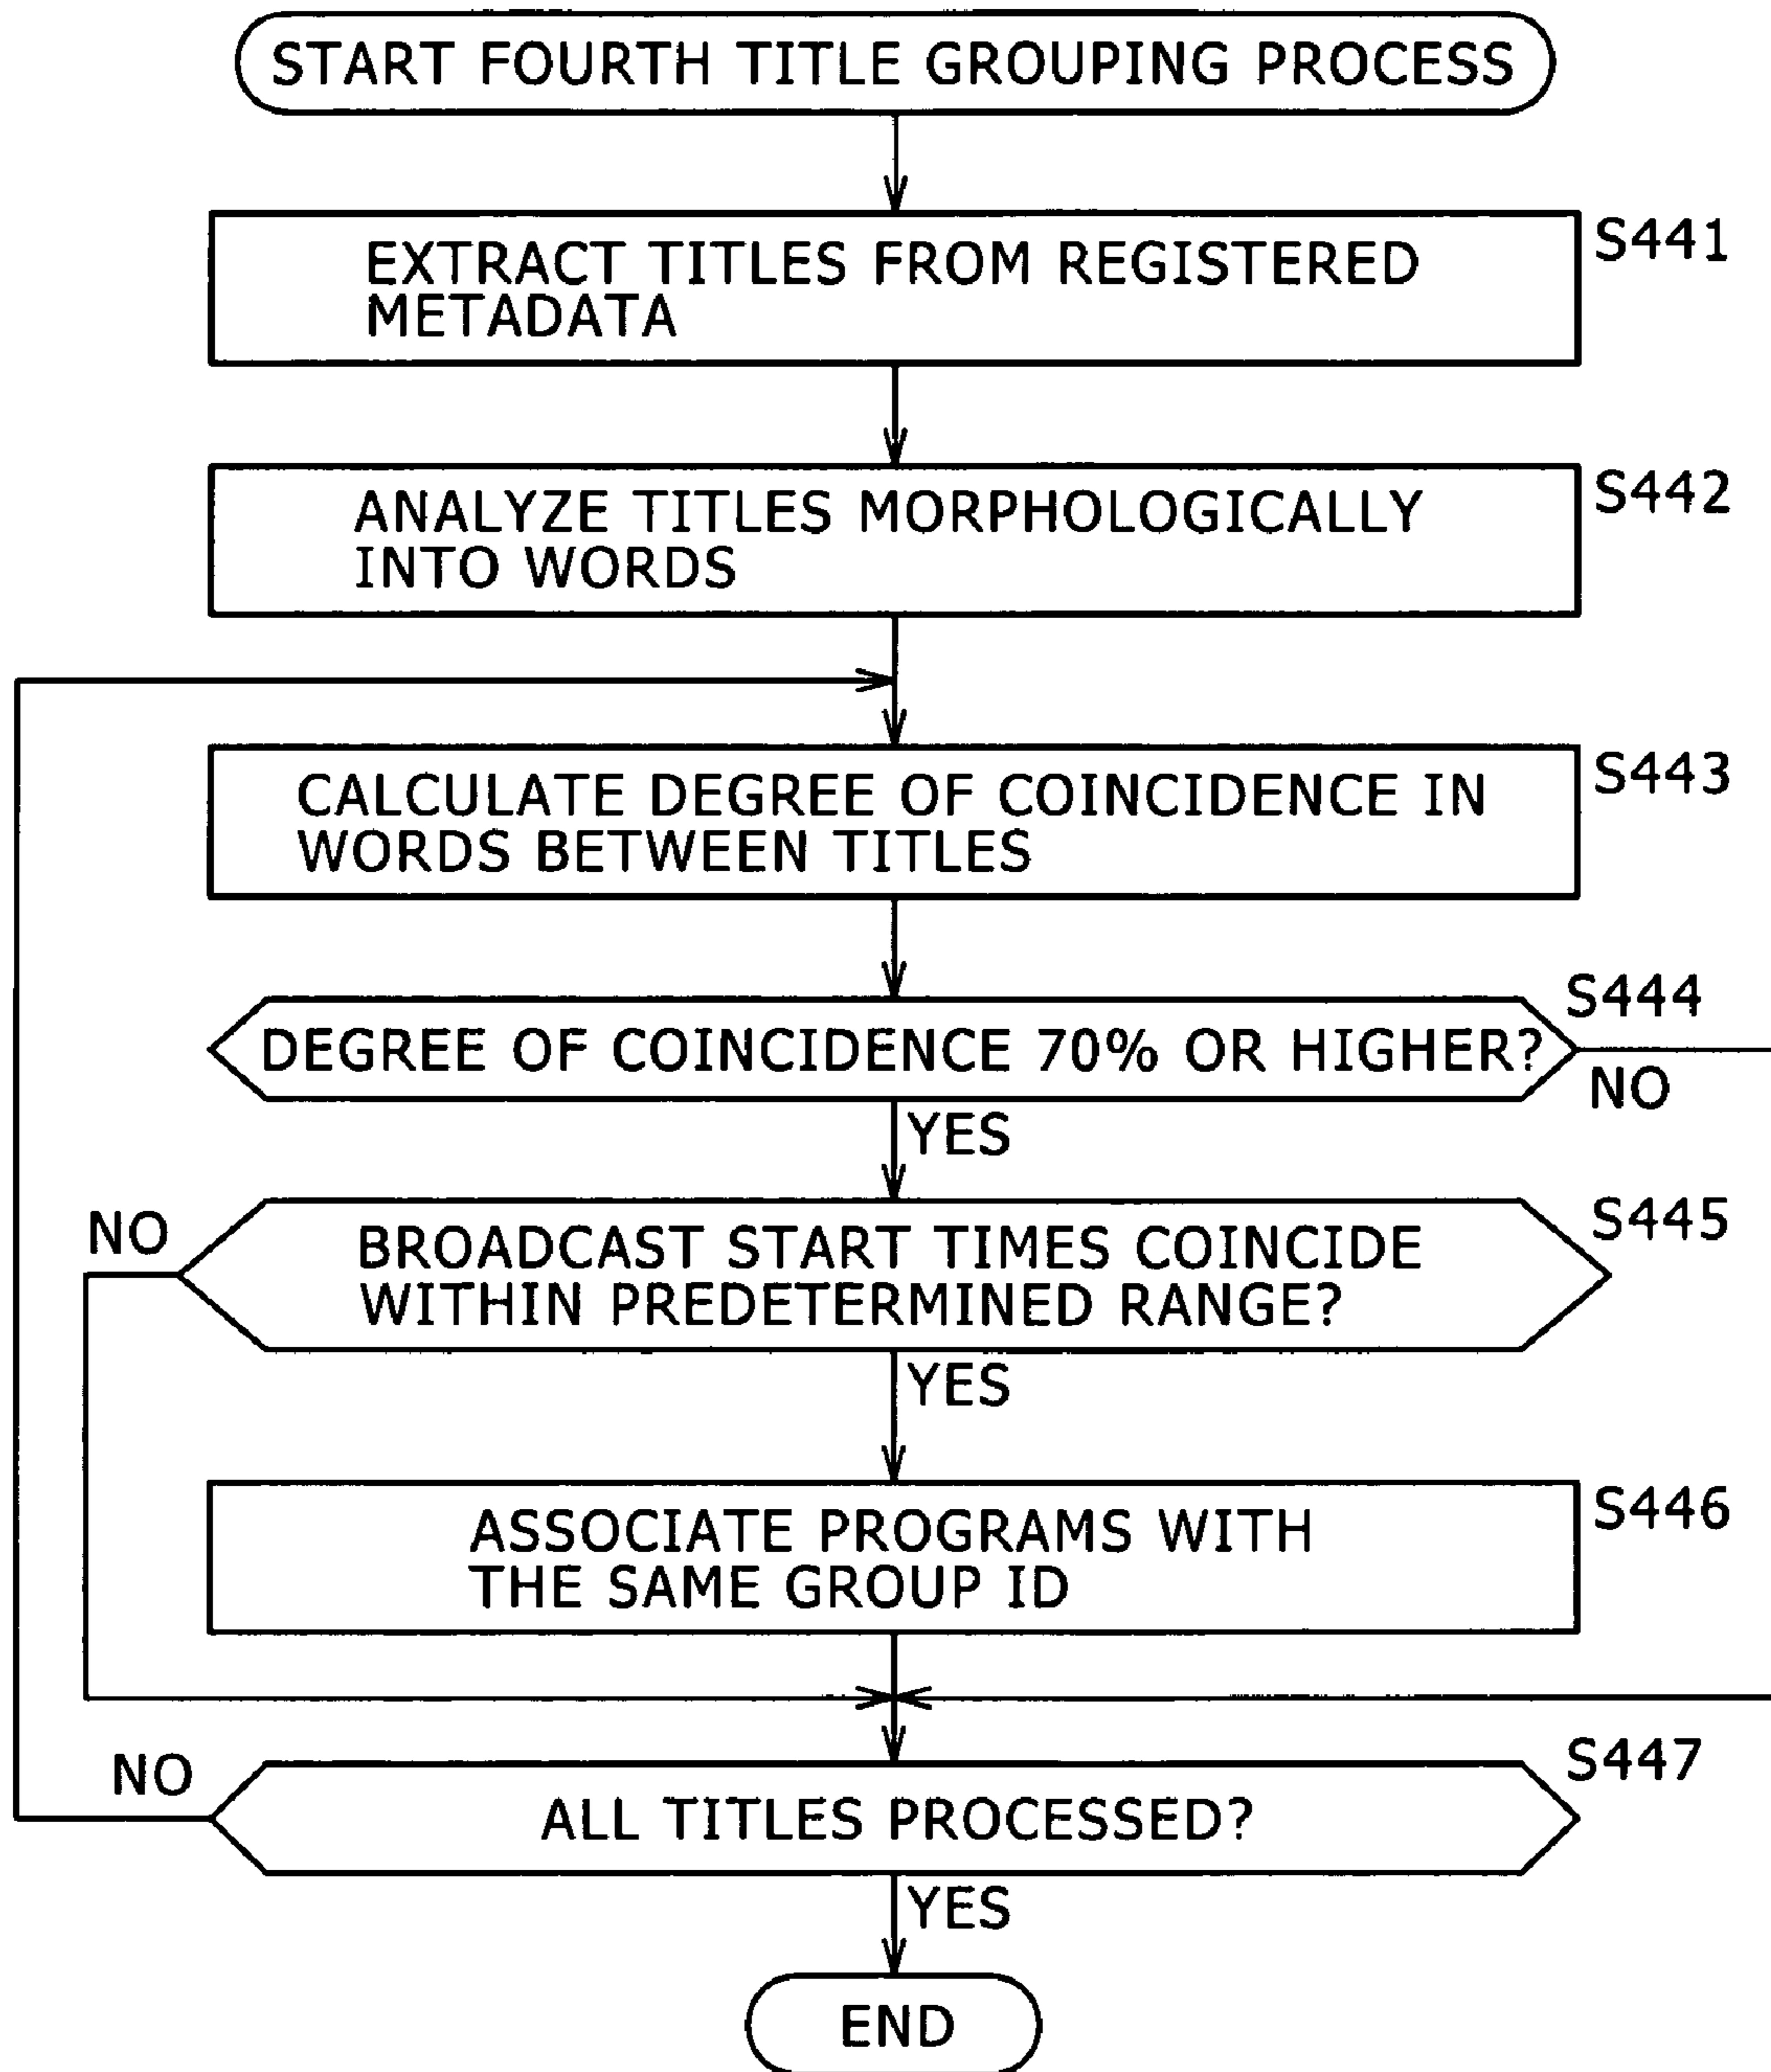 START FOURTH TITLE GROUPING PROCESS
S441
EXTRACT TITLES FROM REGISTERED
METADATA
S442
ANALYZE TITLES MORPHOLOGICALLY
INTO WORDS
S443
CALCULATE DEGREE OF COINCIDENCE IN
WORDS BETWEEN TITLES
S444
DEGREE OF COINCIDENCE 70% OR HIGHER?
NO
YES
S445
NO
BROADCAST START TIMES COINCIDE
WITHIN PREDETERMINED RANGE?
YES
S446
ASSOCIATE PROGRAMS WITH
THE SAME GROUP ID
S447
NO
ALL TITLES PROCESSED?
YES
END